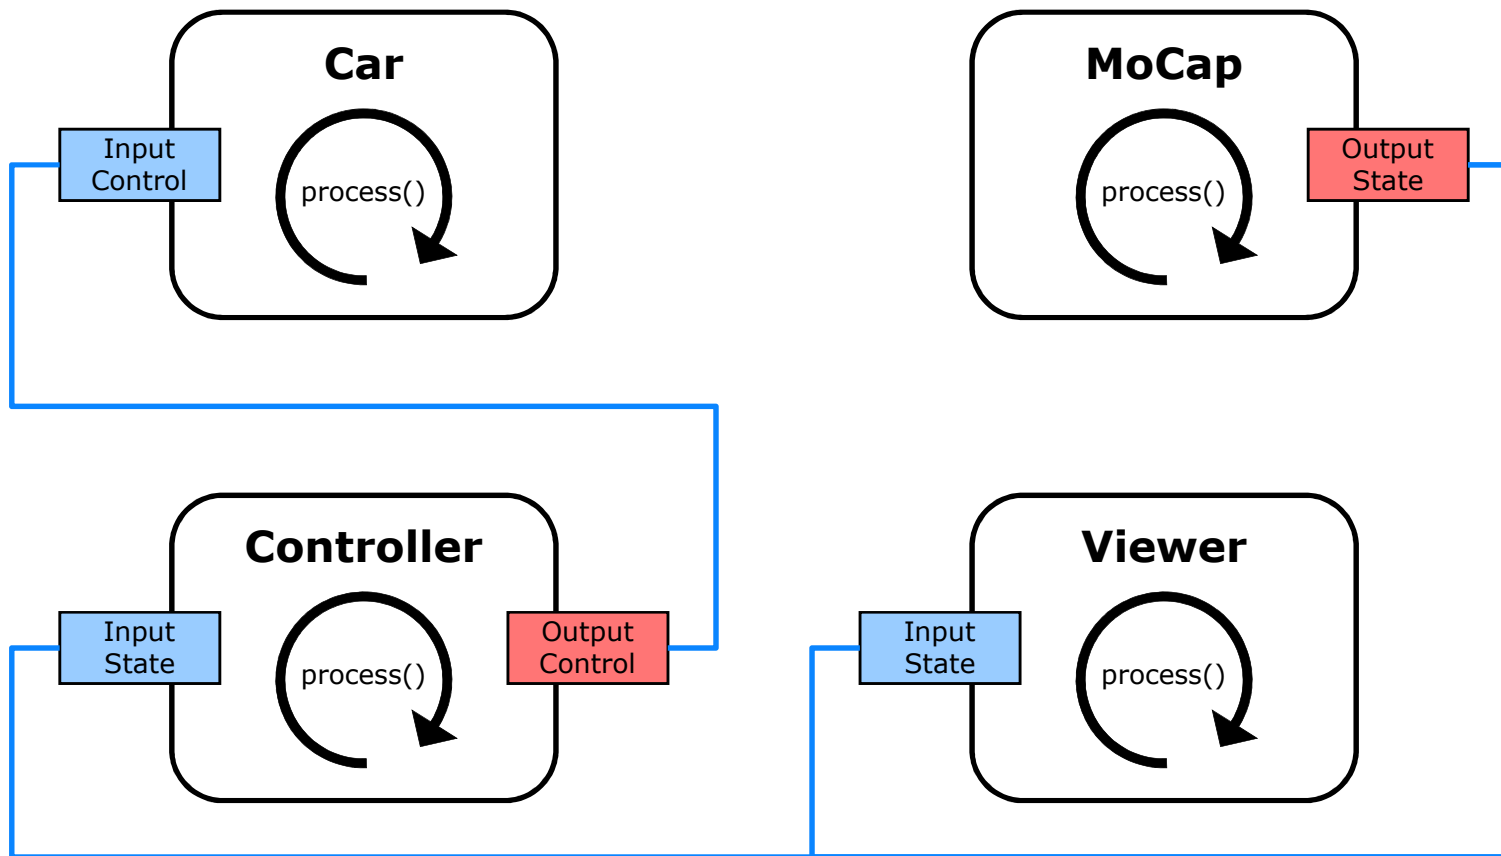 Car
Input
Control
process()
MoCap
Output
State
process()
Controller
Input
State
process()
Output
Control
Viewer
Input
State
process()